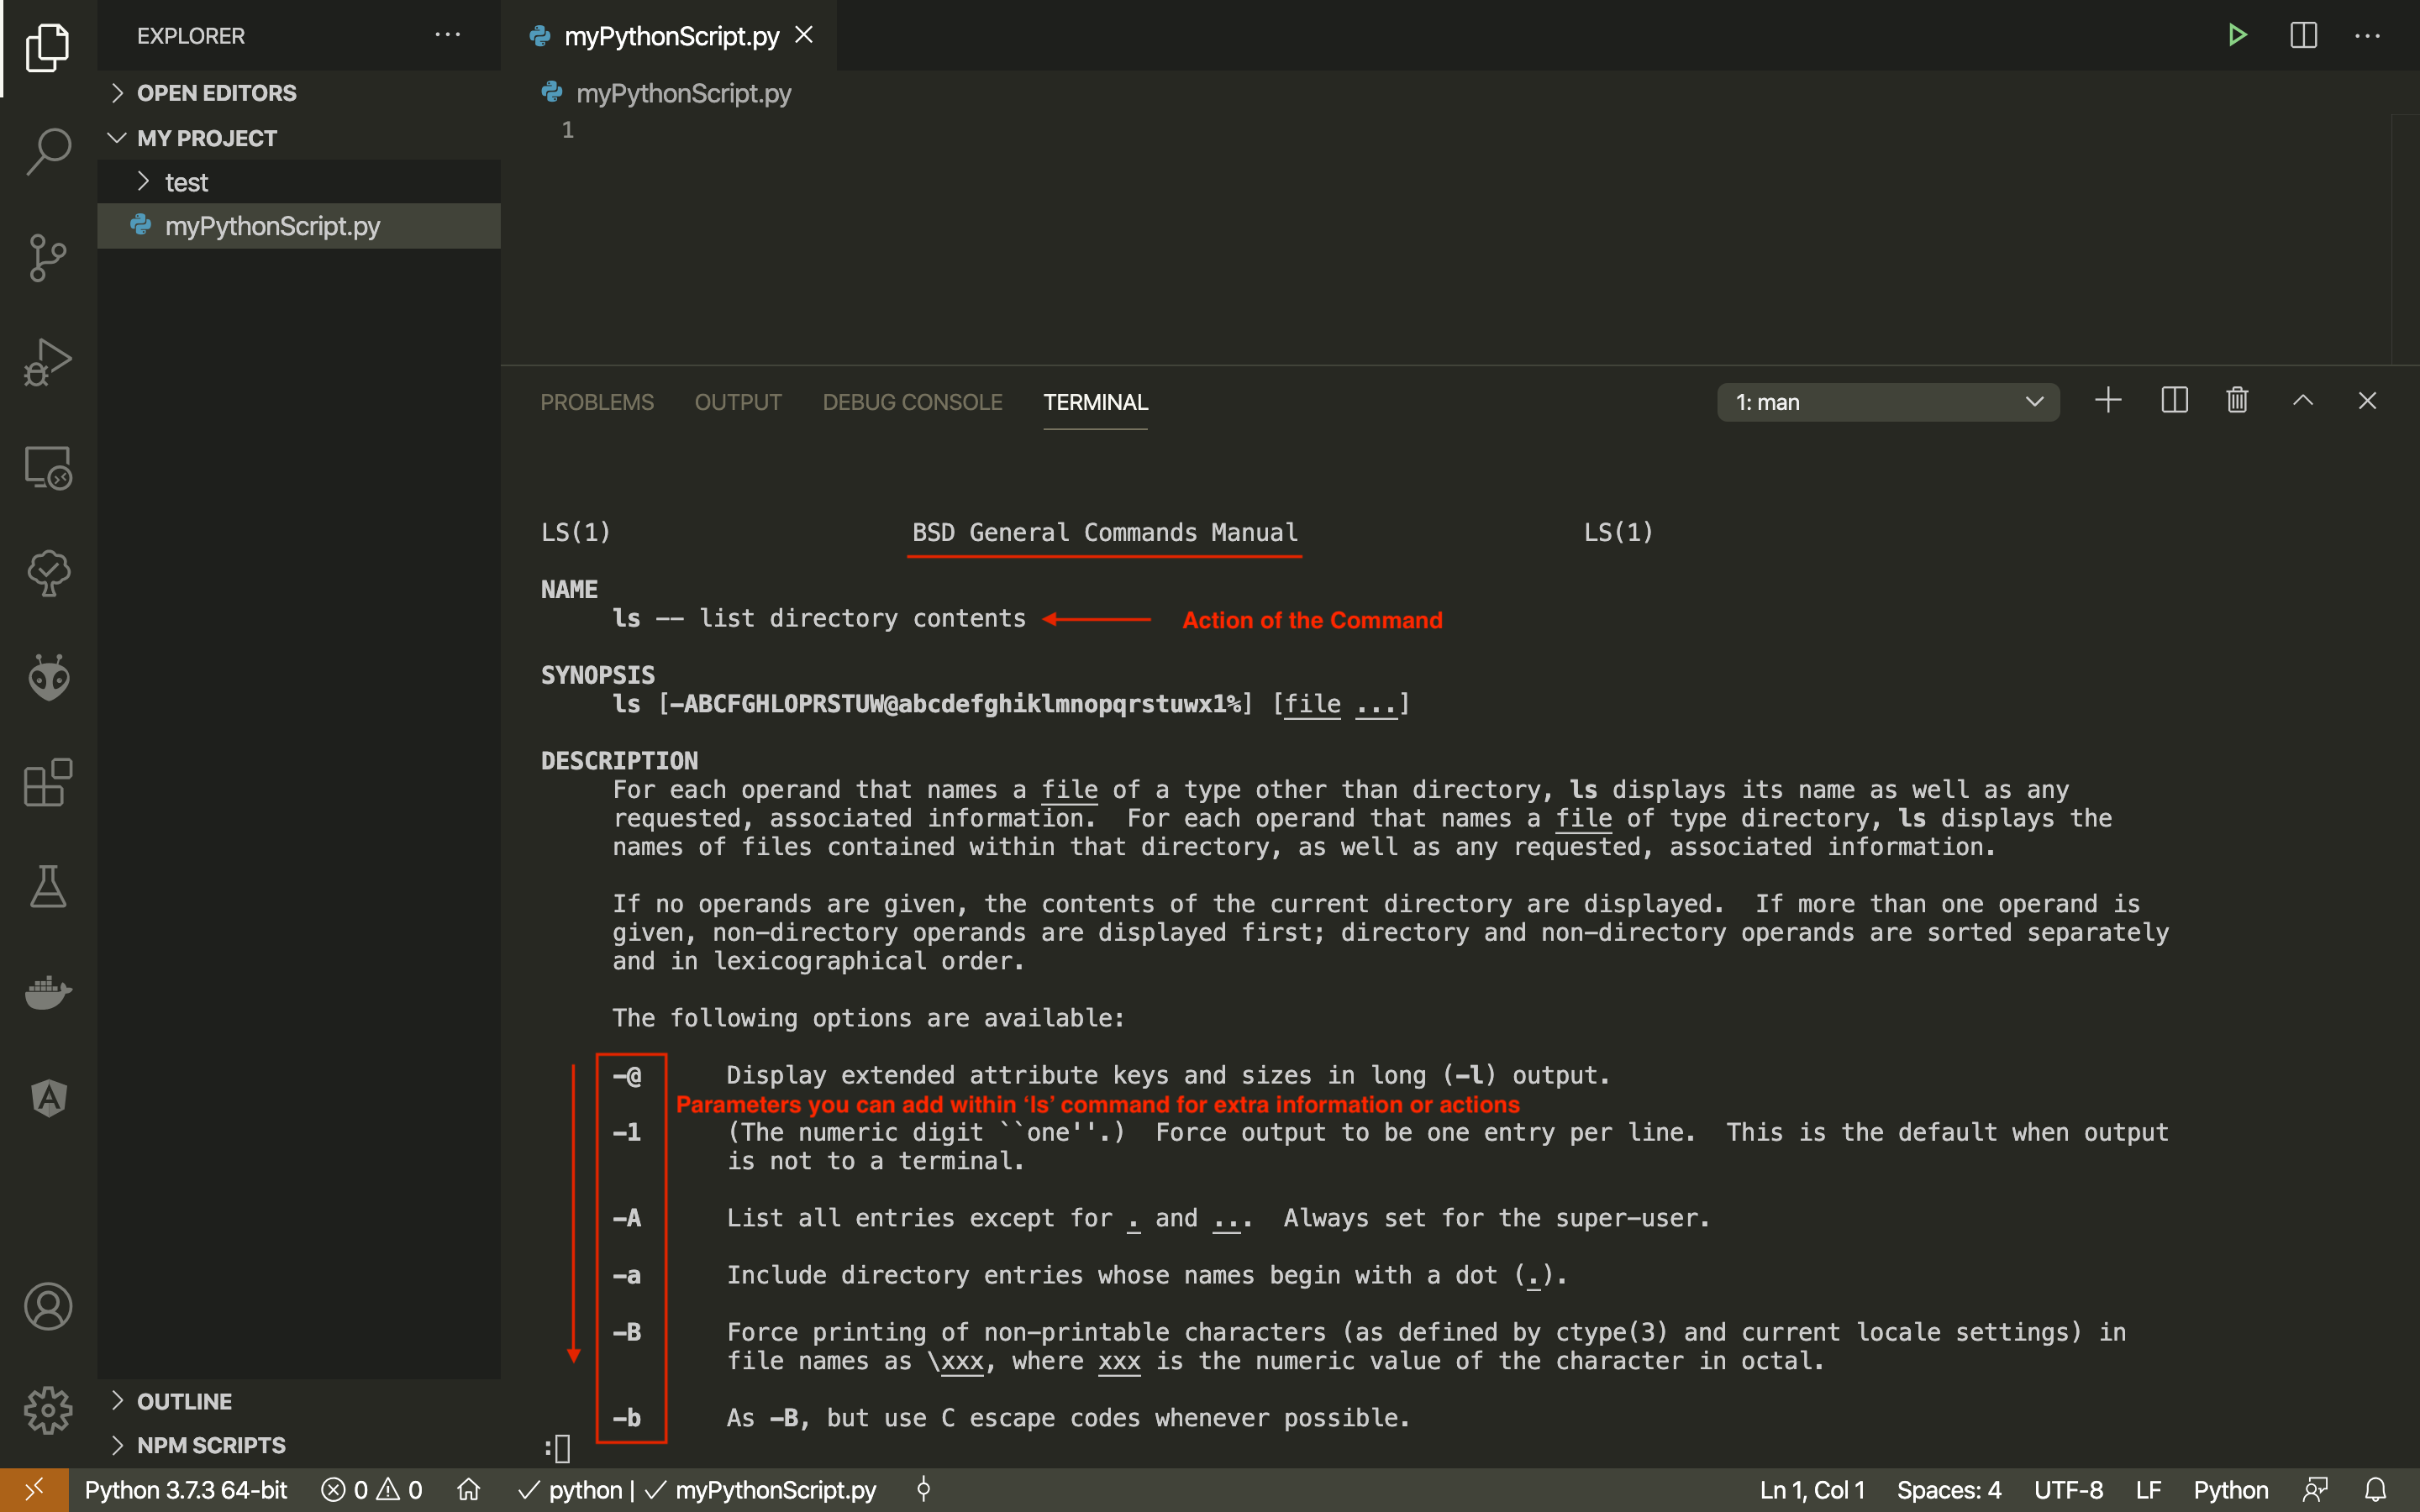 EXPLORER
OPEN EDITORS
MY PROJECT
test
myPythonScript.py
OUTLINE
NPM SCRIPTS
myPythonScript.py
myPythonScript.py
1
PROBLEMS OUTPUT DEBUG CONSOLE TERMINAL 1: man
LS(1) BSD General Commands Manual LS(1)
NAME
ls -- list directory contents Action of the Command
SYNOPSIS
ls [-ABCFGHLOPRSTUW@abcdefghiklmnopqrstuwx1%] [file ...]
DESCRIPTION
For each operand that names a file of a type other than directory, ls displays its name as well as any
requested, associated information. For each operand that names a file of type directory, ls displays the
names of files contained within that directory, as well as any requested, associated information.
If no operands are given, the contents of the current directory are displayed. If more than one operand is
given, non-directory operands are displayed first; directory and non-directory operands are sorted separately
and in lexicographical order.
The following options are available:
-@ Display extended attribute keys and sizes in long (-l) output.
Parameters you can add within ‘ls’ command for extra information or actions
-1 (The numeric digit ``one''.) Force output to be one entry per line. This is the default when output
is not to a terminal.
-A List all entries except for . and ... Always set for the super-user.
-a Include directory entries whose names begin with a dot (.).
-B Force printing of non-printable characters (as defined by ctype(3) and current locale settings) in
file names as \xxx, where xxx is the numeric value of the character in octal.
-b As -B, but use C escape codes whenever possible.
:
Python 3.7.3 64-bit 0 0 python | myPythonScript.py Ln 1, Col 1 Spaces: 4 UTF-8 LF Python